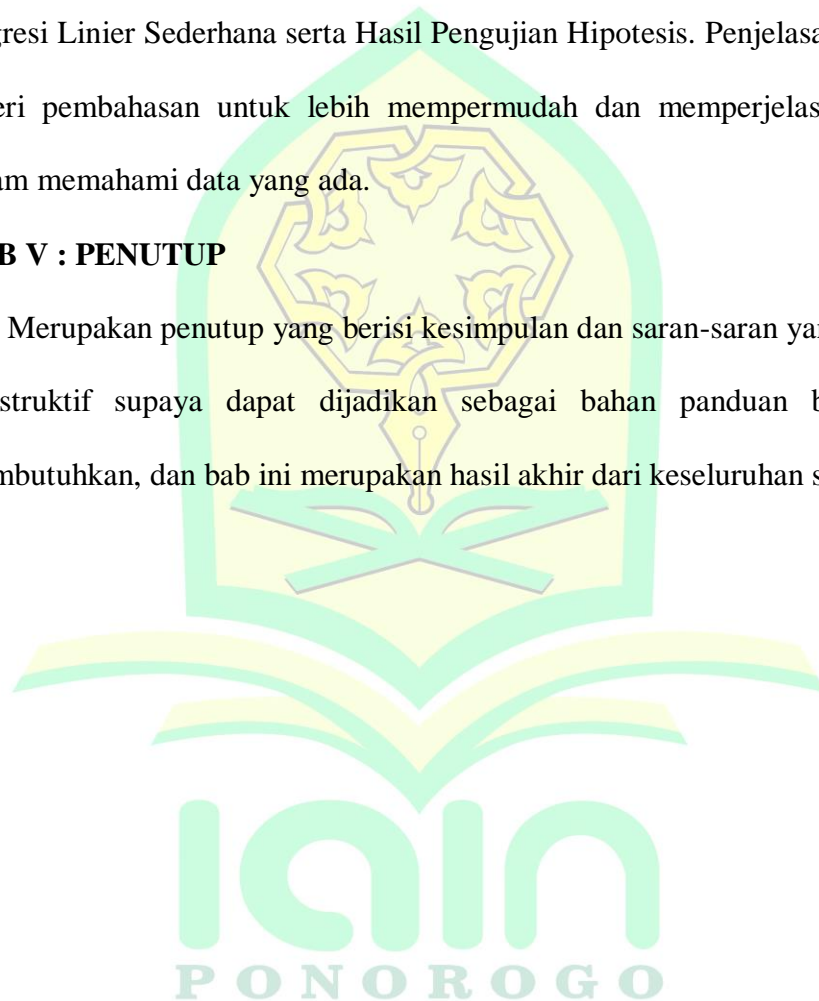 gresi Linier Sederhana serta Hasil Pengujian Hipotesis. Penjelasa
eri pembahasan untuk lebih mempermudah dan memperjelas
am memahami data yang ada.
B V : PENUTUP
Merupakan penutup yang berisi kesimpulan dan saran-saran yan
struktif supaya dapat dijadikan sebagai bahan panduan b
mbutuhkan, dan bab ini merupakan hasil akhir dari keseluruhan s
iain
PONOROGO